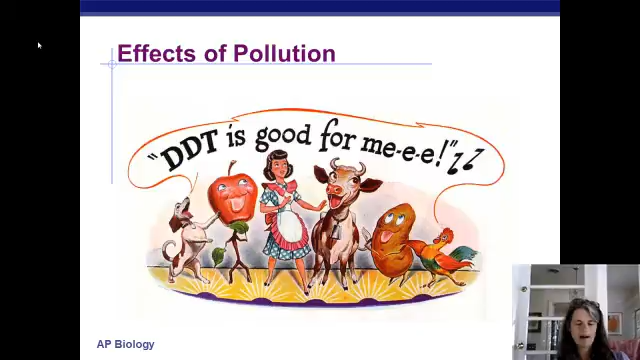 Effects of Pollution
"DDT is good for me-e-e!"
AP Biology